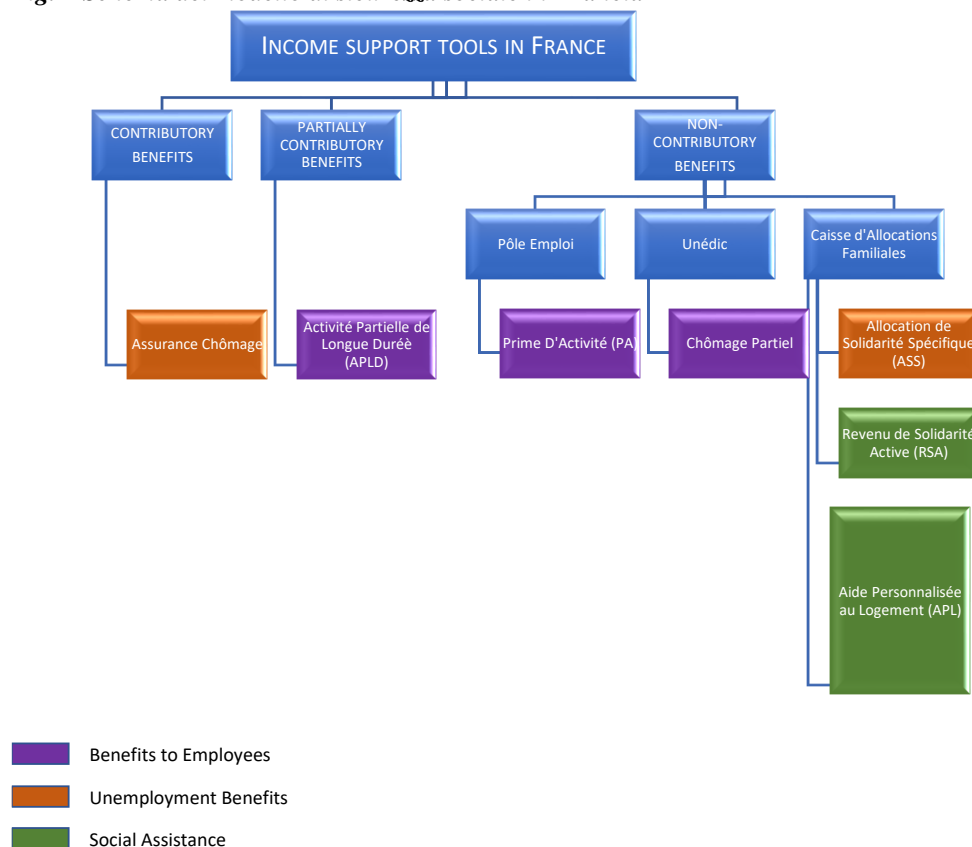 INCOME SUPPORT TOOLS IN FRANCE
CONTRIBUTORY
BENEFITS
PARTIALLY
CONTRIBUTORY
BENEFITS
NON-
CONTRIBUTORY
BENEFITS
Pôle Emploi
Unédic
Caisse d'Allocations
Familiales
Assurance Chômage
Activité Partielle de
Longue Duréè
(APLD)
Prime D'Activité (PA)
Chômage Partiel
Allocation de
Solidarité Spécifique
(ASS)
Revenu de Solidarité
Active (RSA)
Aide Personnalisée
au Logement (APL)
Benefits to Employees
Unemployment Benefits
Social Assistance